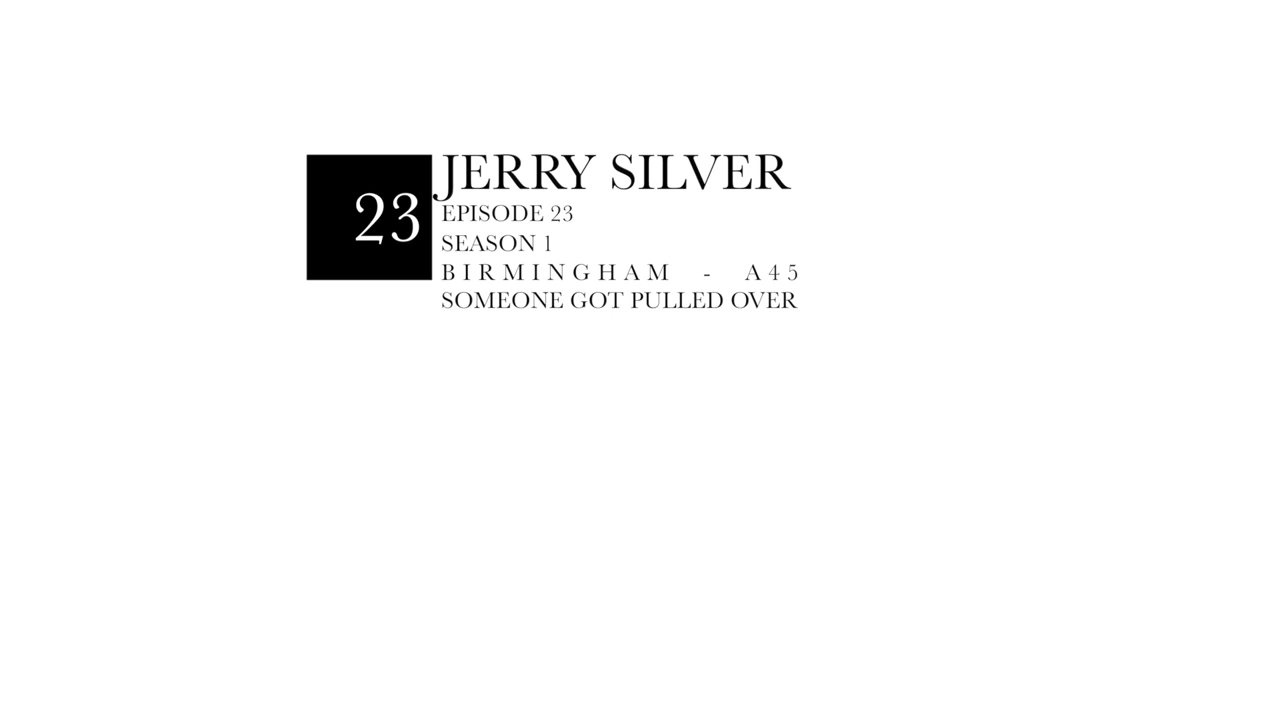 23
JERRY SILVER
EPISODE 23
SEASON 1
BIRMINGHAM - A45
SOMEONE GOT PULLED OVER